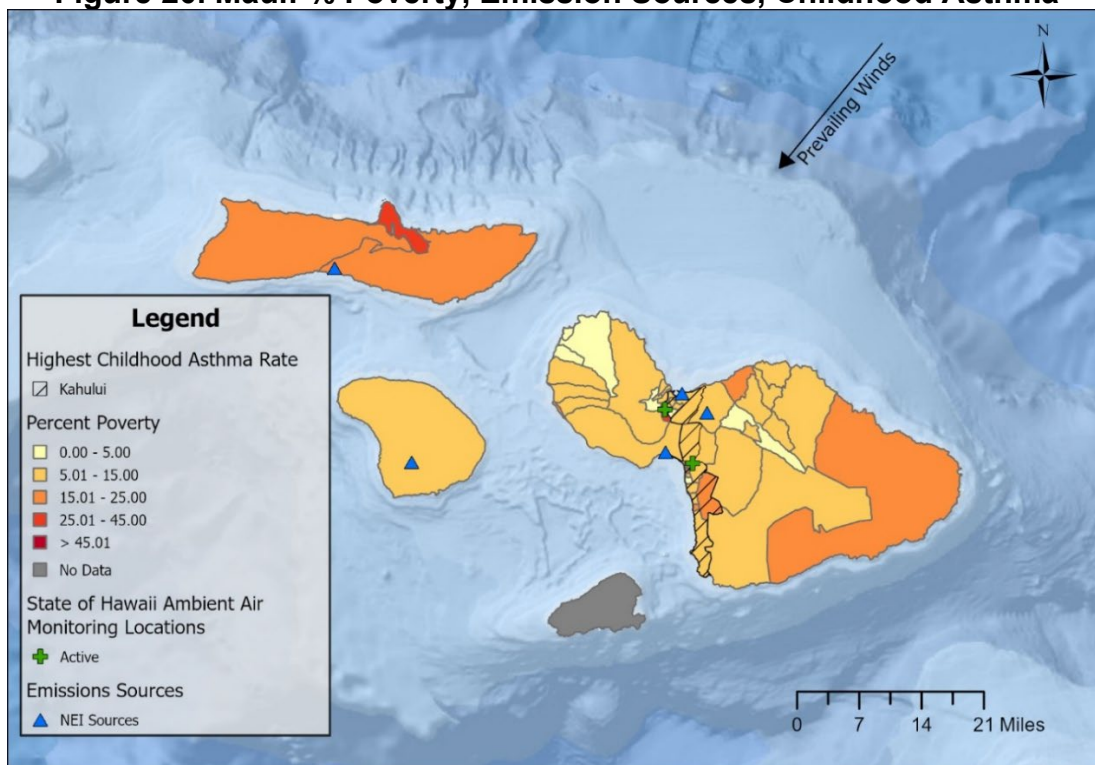 Figure 20: Maui: % Poverty, Emission Sources, Childhood Asthma
N
Prevailing Winds
Legend
Highest Childhood Asthma Rate
Kahului
Percent Poverty
0.00 - 5.00
5.01 - 15.00
15.01 - 25.00
25.01 - 45.00
> 45.01
No Data
State of Hawaii Ambient Air
Monitoring Locations
Active
Emissions Sources
NEI Sources
0 7 14 21 Miles